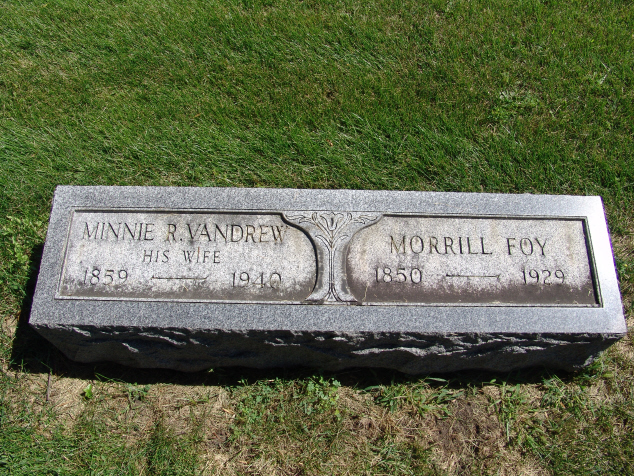 MINNIE R. VANDREW
HIS WIFE
1859 — 1940
MORRILL FOY
1850 — 1929